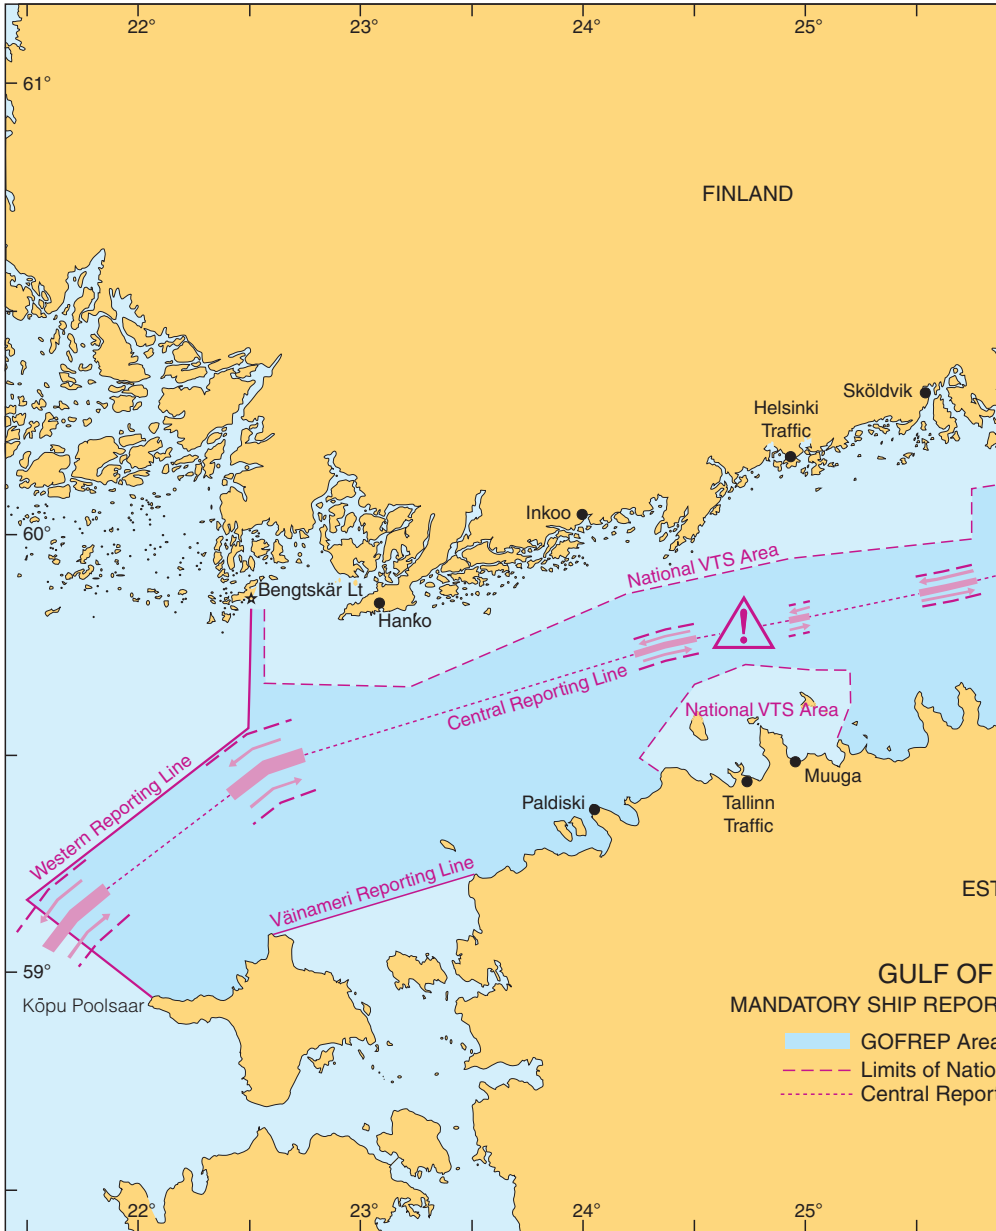 22°
23°
24°
25°
61°
FINLAND
Sköldvik
Helsinki
Traffic
Inkoo
60°
National VTS Area
Bengtskär Lt
Hanko
Central Reporting Line
National VTS Area
Western Reporting Line
Muuga
Paldiski
Tallinn
Traffic
Väinameri Reporting Line
EST
59°
GULF OF
Kõpu Poolsaar
MANDATORY SHIP REPOR
GOFREP Area
Limits of Natio
Central Report
22°
23°
24°
25°